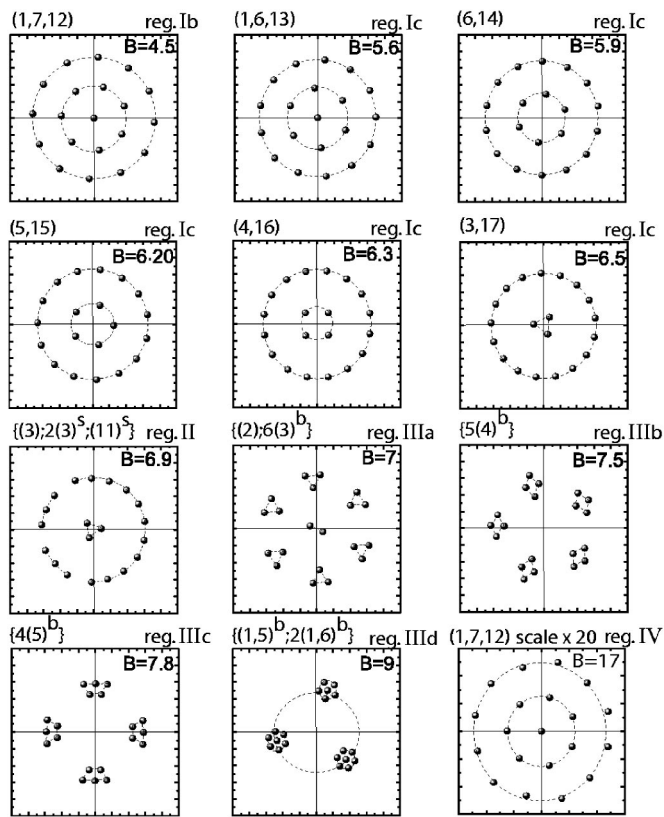 (1,7,12) reg. Ib
B=4.5
(1,6,13) reg. Ic
B=5.6
(6,14) reg. Ic
B=5.9
(5,15) reg. Ic
B=6.20
(4,16) reg. Ic
B=6.3
(3,17) reg. Ic
B=6.5
{(3);2(3)^s;(11)^s} reg. II
B=6.9
{(2);6(3)^b} reg. IIIa
B=7
{5(4)^b} reg. IIIb
B=7.5
{4(5)^b} reg. IIIc
B=7.8
{(1,5)^b;2(1,6)^b} reg. IIId
B=9
(1,7,12) scale x 20 reg. IV
B=17